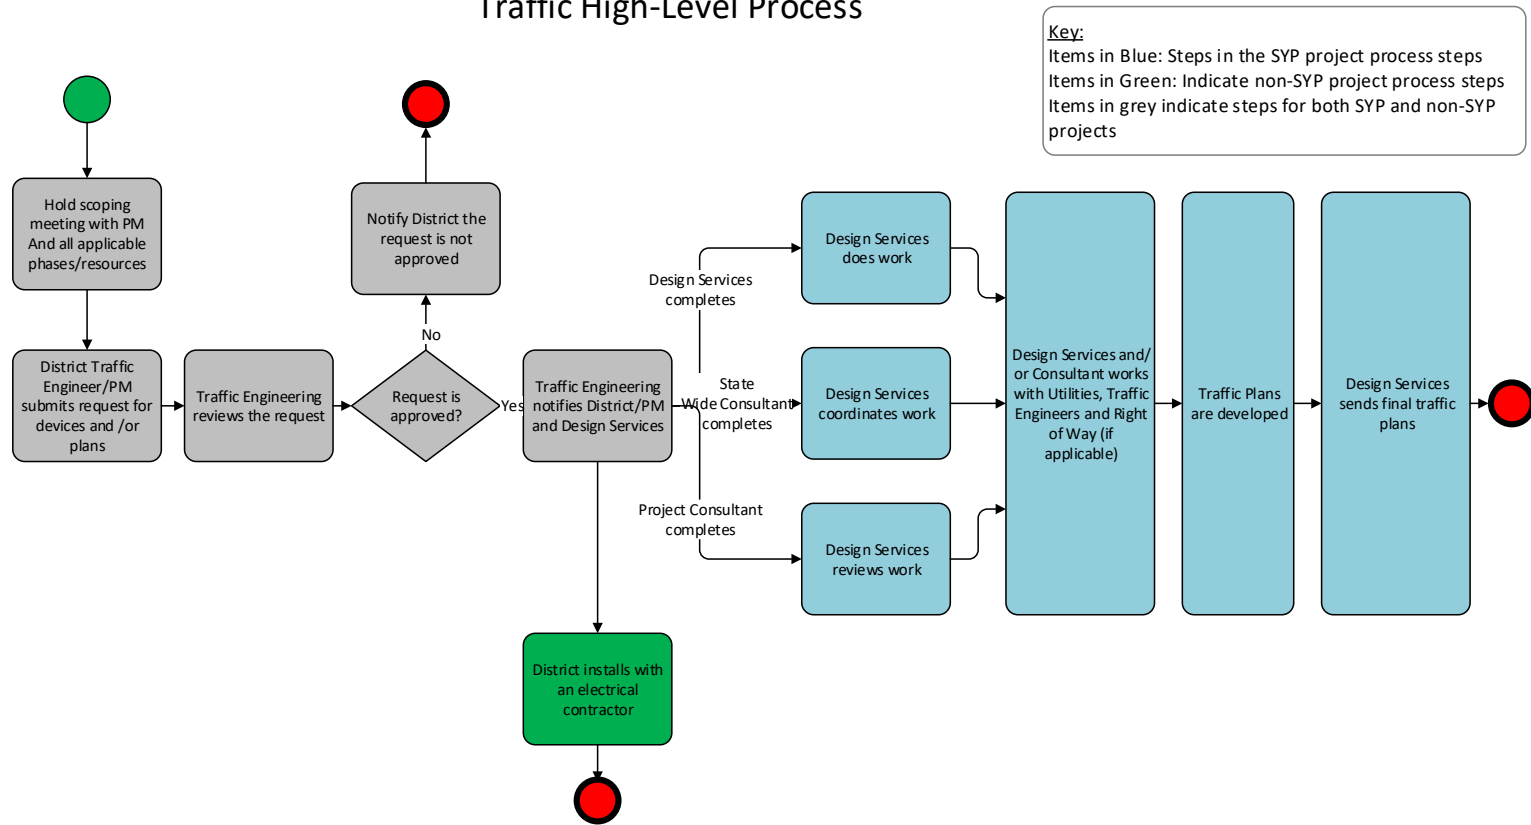 Traffic High-Level Process
Key:
Items in Blue: Steps in the SYP project process steps
Items in Green: Indicate non-SYP project process steps
Items in grey indicate steps for both SYP and non-SYP
projects
Hold scoping
meeting with PM
And all applicable
phases/resources
Notify District the
request is not
approved
No
District Traffic
Engineer/PM
submits request for
devices and /or
plans
Traffic Engineering
reviews the request
Request is
approved?
Yes
Traffic Engineering
notifies District/PM
and Design Services
Design Services
completes
State
Wide Consultant
completes
Project Consultant
completes
Design Services
does work
Design Services
coordinates work
Design Services
reviews work
Design Services and/
or Consultant works
with Utilities, Traffic
Engineers and Right
of Way (if
applicable)
Traffic Plans
are developed
Design Services
sends final traffic
plans
District installs with
an electrical
contractor